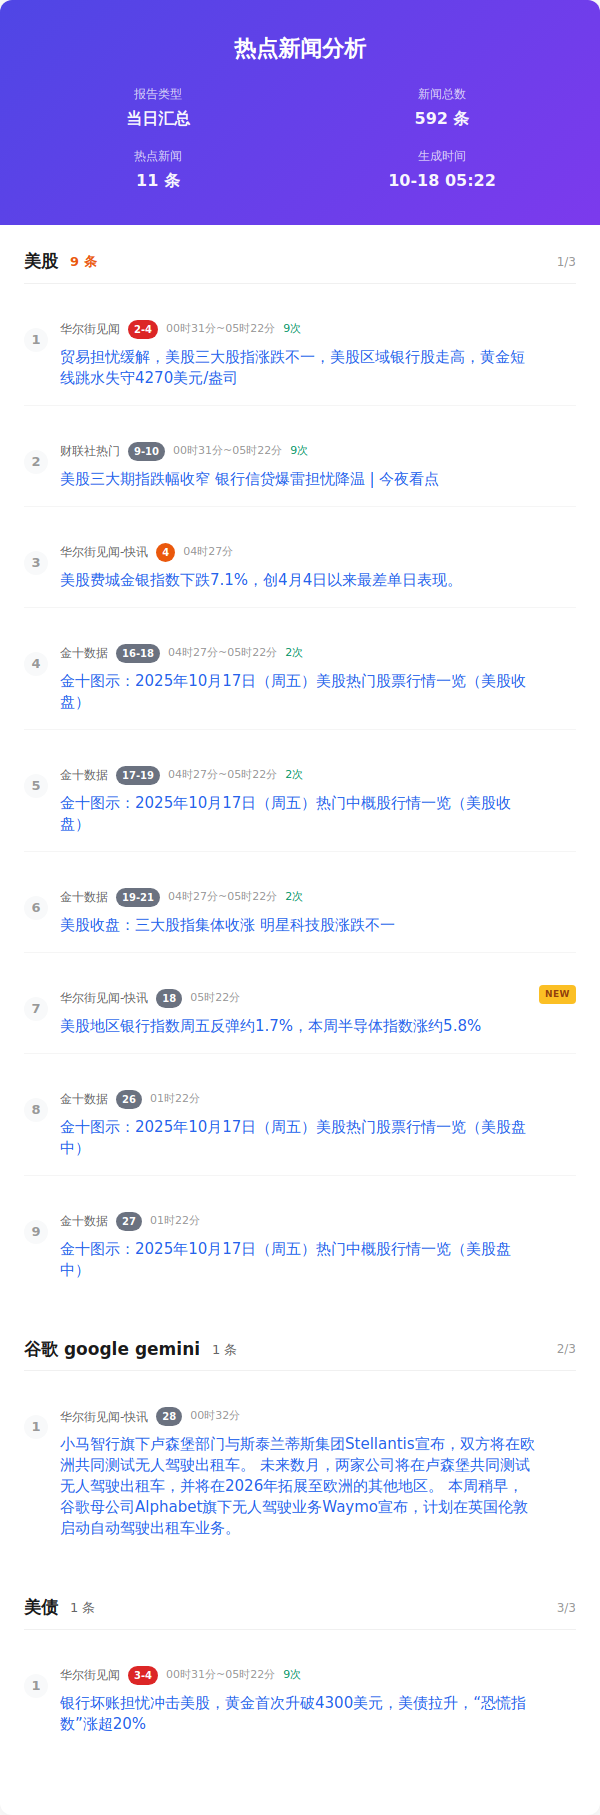 热点新闻分析
报告类型
新闻总数
当日汇总
592 条
热点新闻
生成时间
11 条
10-18 05:22
美股 9 条 1/3
1 华尔街见闻 2-4 00时31分~05时22分 9次
贸易担忧缓解，美股三大股指涨跌不一，美股区域银行股走高，黄金短
线跳水失守4270美元/盎司
2 财联社热门 9-10 00时31分~05时22分 9次
美股三大期指跌幅收窄 银行信贷爆雷担忧降温 | 今夜看点
3 华尔街见闻-快讯 4 04时27分
美股费城金银指数下跌7.1%，创4月4日以来最差单日表现。
4 金十数据 16-18 04时27分~05时22分 2次
金十图示：2025年10月17日（周五）美股热门股票行情一览（美股收
盘）
5 金十数据 17-19 04时27分~05时22分 2次
金十图示：2025年10月17日（周五）热门中概股行情一览（美股收
盘）
6 金十数据 19-21 04时27分~05时22分 2次
美股收盘：三大股指集体收涨 明星科技股涨跌不一
7 华尔街见闻-快讯 18 05时22分 NEW
美股地区银行指数周五反弹约1.7%，本周半导体指数涨约5.8%
8 金十数据 26 01时22分
金十图示：2025年10月17日（周五）美股热门股票行情一览（美股盘
中）
9 金十数据 27 01时22分
金十图示：2025年10月17日（周五）热门中概股行情一览（美股盘
中）
谷歌 google gemini 1 条 2/3
1 华尔街见闻-快讯 28 00时32分
小马智行旗下卢森堡部门与斯泰兰蒂斯集团Stellantis宣布，双方将在欧
洲共同测试无人驾驶出租车。 未来数月，两家公司将在卢森堡共同测试
无人驾驶出租车，并将在2026年拓展至欧洲的其他地区。 本周稍早，
谷歌母公司Alphabet旗下无人驾驶业务Waymo宣布，计划在英国伦敦
启动自动驾驶出租车业务。
美债 1 条 3/3
1 华尔街见闻 3-4 00时31分~05时22分 9次
银行坏账担忧冲击美股，黄金首次升破4300美元，美债拉升，“恐慌指
数”涨超20%